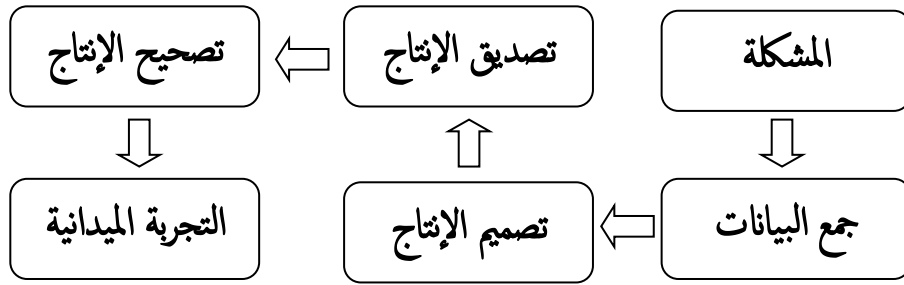 المشكلة
تصديق الإنتاج
تصحيح الإنتاج
جمع البيانات
تصميم الإنتاج
التجربة الميدانية